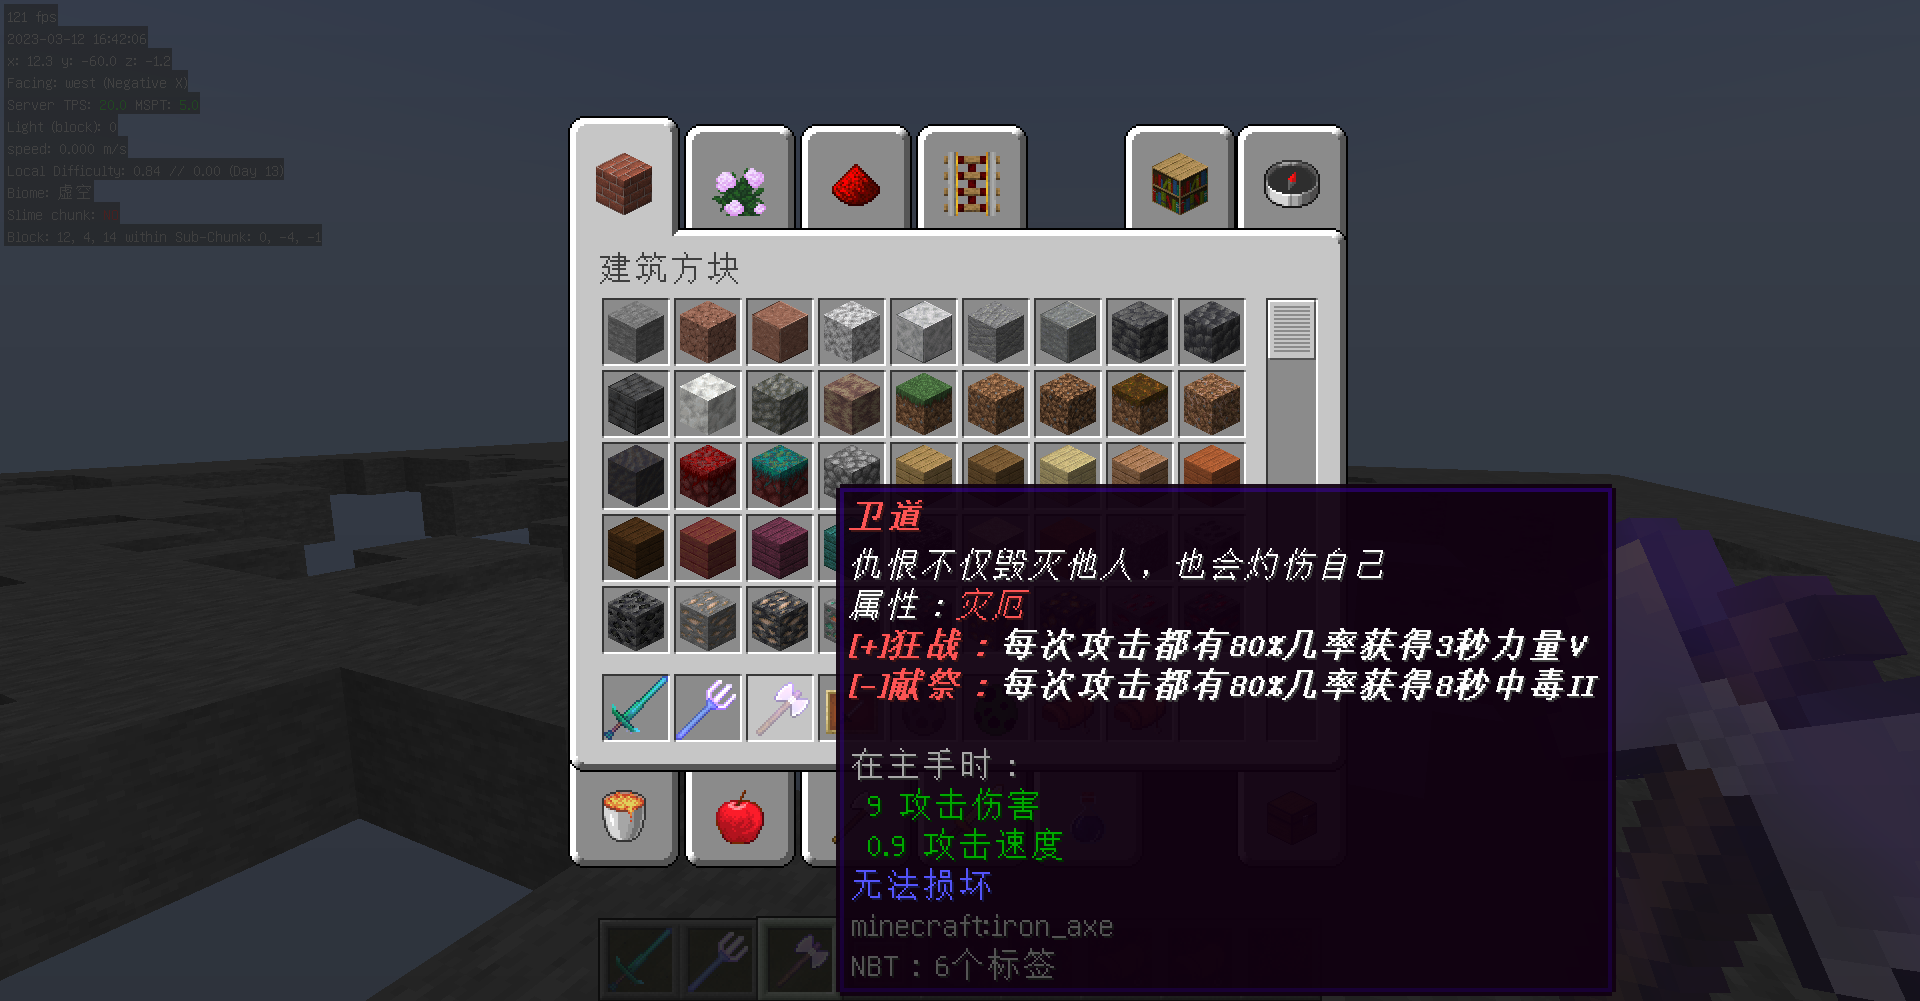 121 fps
2023-03-12 16:42:06
x: 12.3 y: -60.0 z: -1.2
Facing: west (Negative X)
Server TPS: 20.0 MSPT: 5.0
Light (block): 0
speed: 0.000 m/s
Local Difficulty: 0.84 // 0.00 (Day 13)
Biome: 虚空
Slime chunk:
Block: 12, 4, 14 within Sub-Chunk: 0, -4, -1
建筑方块
卫道
仇恨不仅毁灭他人，也会灼伤自己
属性：灾厄
[+]狂战：每次攻击都有80%几率获得3秒力量V
[-]献祭：每次攻击都有80%几率获得8秒中毒II
在主手时：
9 攻击伤害
0.9 攻击速度
无法损坏
minecraft:iron_axe
NBT：6个标签